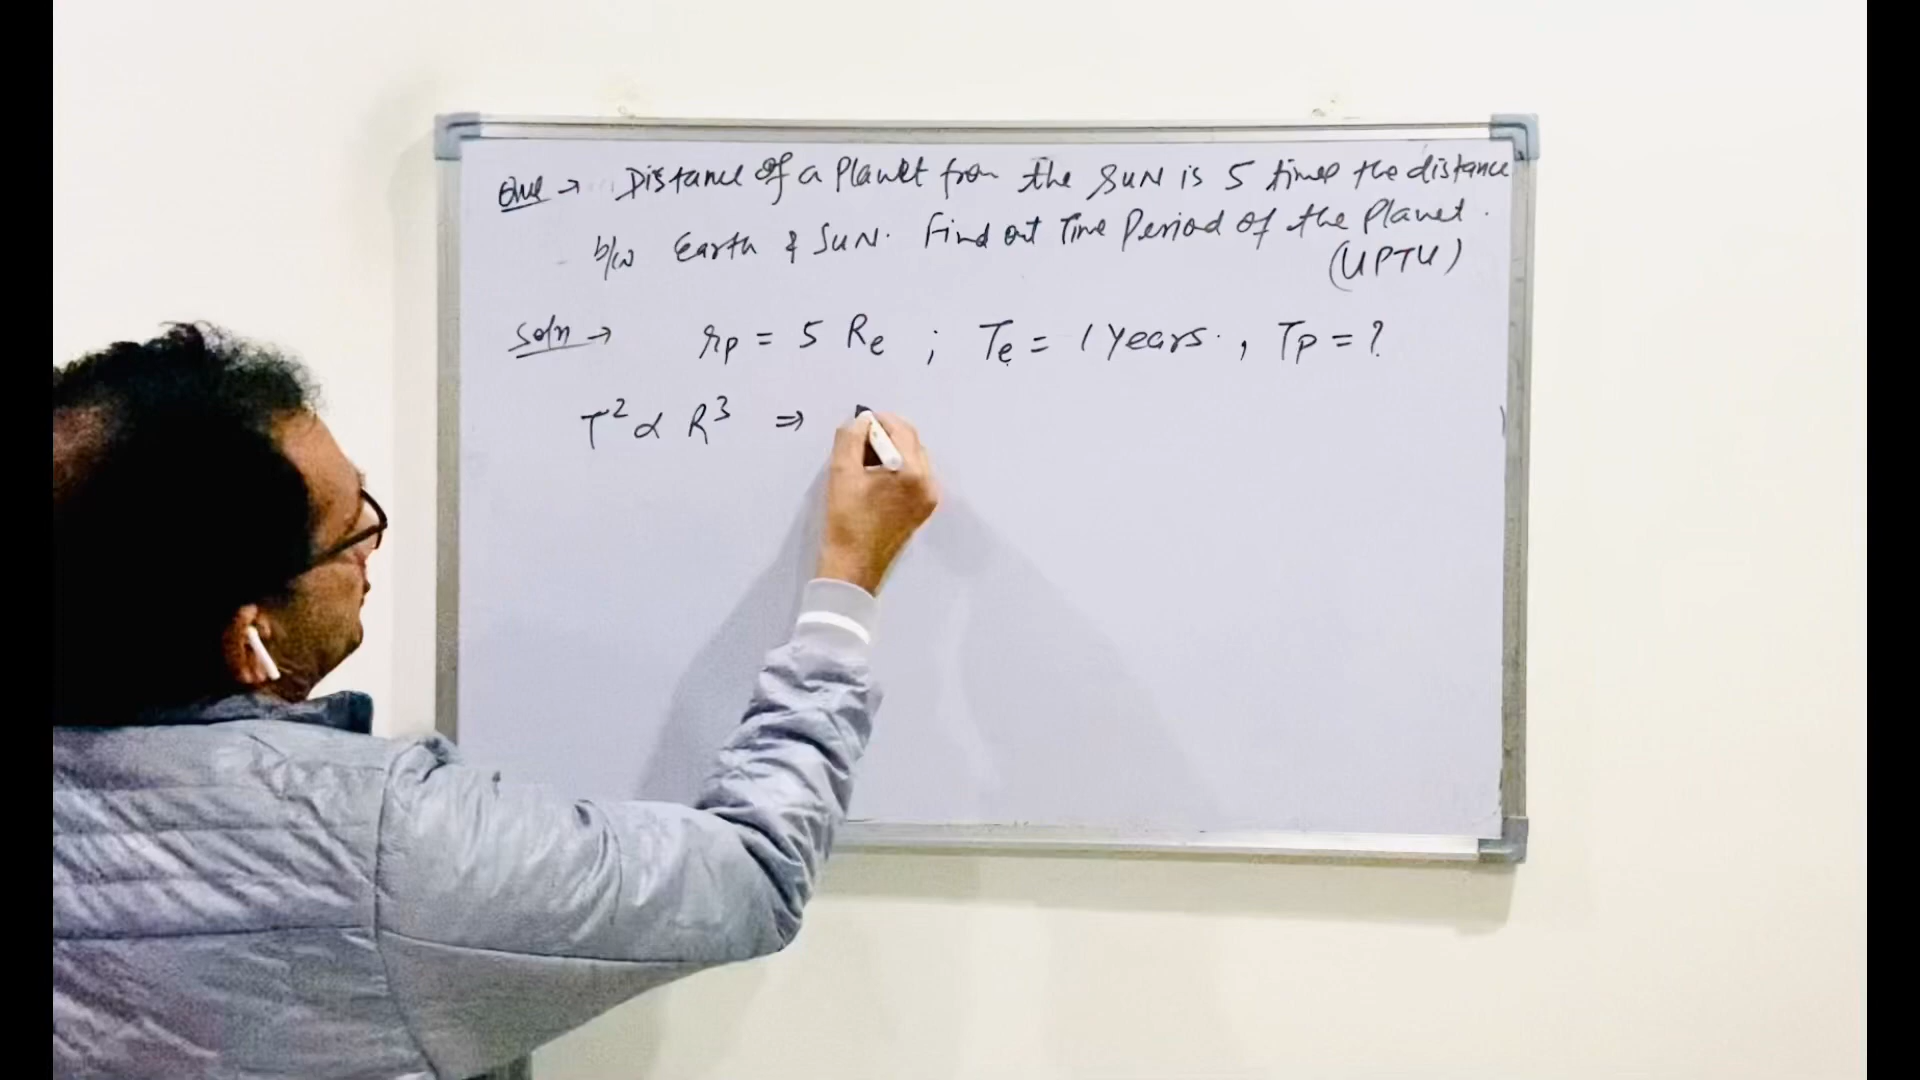 Que → Distance of a Planet from the SUN is 5 times the distance
b/w Earth & SUN. Find out Time Period of the Planet.
(UPTU)
Soln → rp = 5 Re ; Te = 1 years. , Tp = ?
T² ∝ R³ ⇒